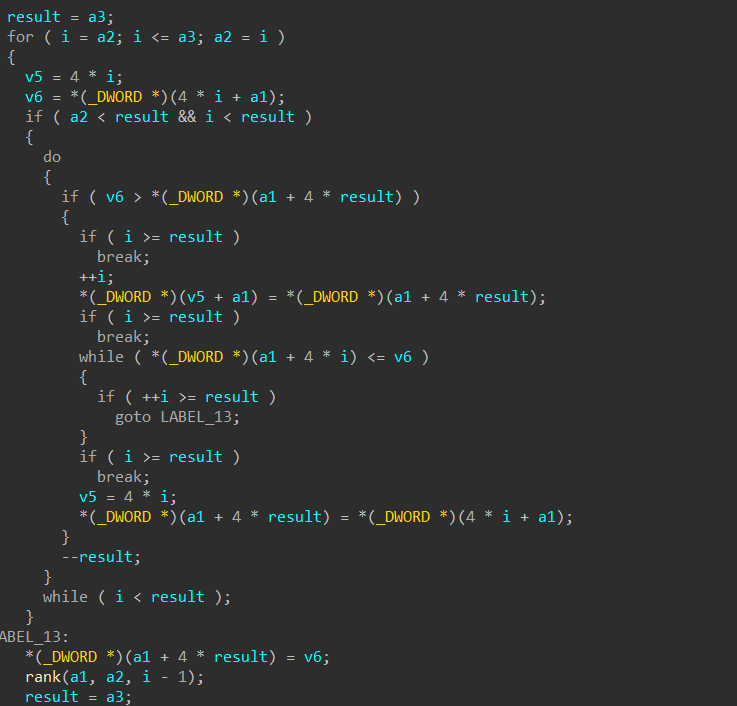 result = a3;
for ( i = a2; i <= a3; a2 = i )
{
v5 = 4 * i;
v6 = *(_DWORD *)(4 * i + a1);
if ( a2 < result && i < result )
{
do
{
if ( v6 > *(_DWORD *)(a1 + 4 * result) )
{
if ( i >= result )
break;
++i;
*(_DWORD *)(v5 + a1) = *(_DWORD *)(a1 + 4 * result);
if ( i >= result )
break;
while ( *(_DWORD *)(a1 + 4 * i) <= v6 )
{
if ( ++i >= result )
goto LABEL_13;
}
if ( i >= result )
break;
v5 = 4 * i;
*(_DWORD *)(a1 + 4 * result) = *(_DWORD *)(4 * i + a1);
}
--result;
}
while ( i < result );
}
ABEL_13:
*(_DWORD *)(a1 + 4 * result) = v6;
rank(a1, a2, i - 1);
result = a3;